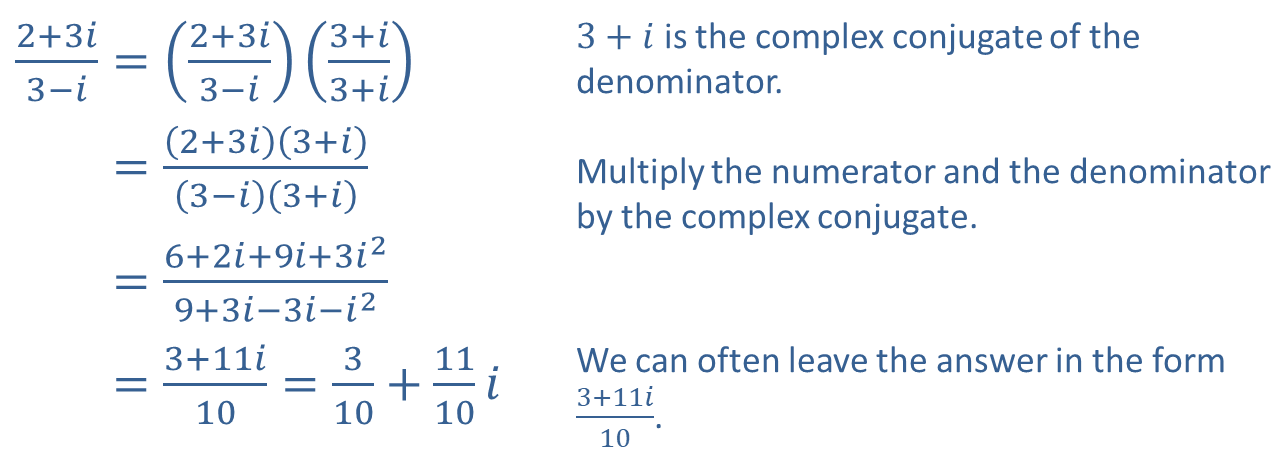 (2+3i)/(3−i) = ((2+3i)/(3−i)) ((3+i)/(3+i))
3 + i is the complex conjugate of the
denominator.
= ((2+3i)(3+i))/((3−i)(3+i))
Multiply the numerator and the denominator
by the complex conjugate.
= (6+2i+9i+3i²)/(9+3i−3i−i²)
= (3+11i)/10 = 3/10 + 11/10 i
We can often leave the answer in the form
(3+11i)/10.